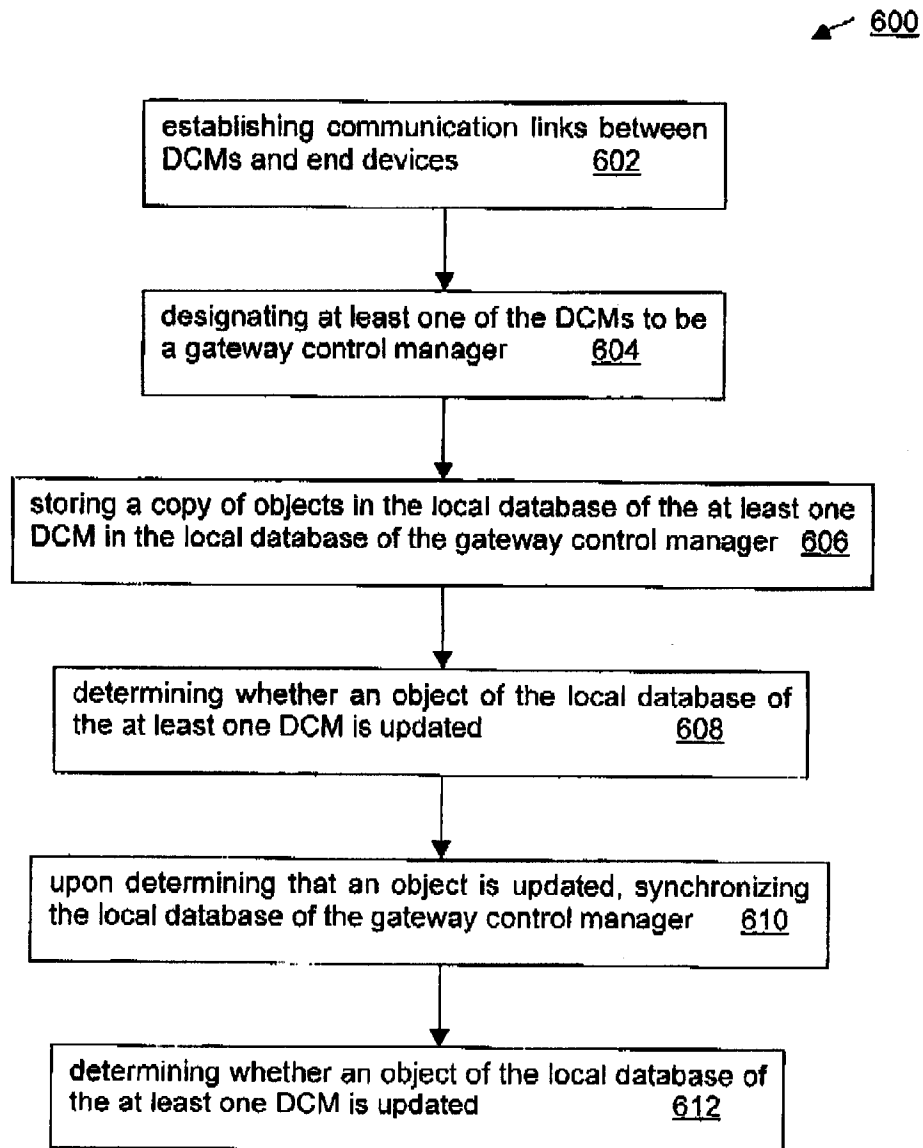 600
establishing communication links between
DCMs and end devices 602
designating at least one of the DCMs to be
a gateway control manager 604
storing a copy of objects in the local database of the at least one
DCM in the local database of the gateway control manager 606
determining whether an object of the local database of
the at least one DCM is updated 608
upon determining that an object is updated, synchronizing
the local database of the gateway control manager 610
determining whether an object of the local database of
the at least one DCM is updated 612